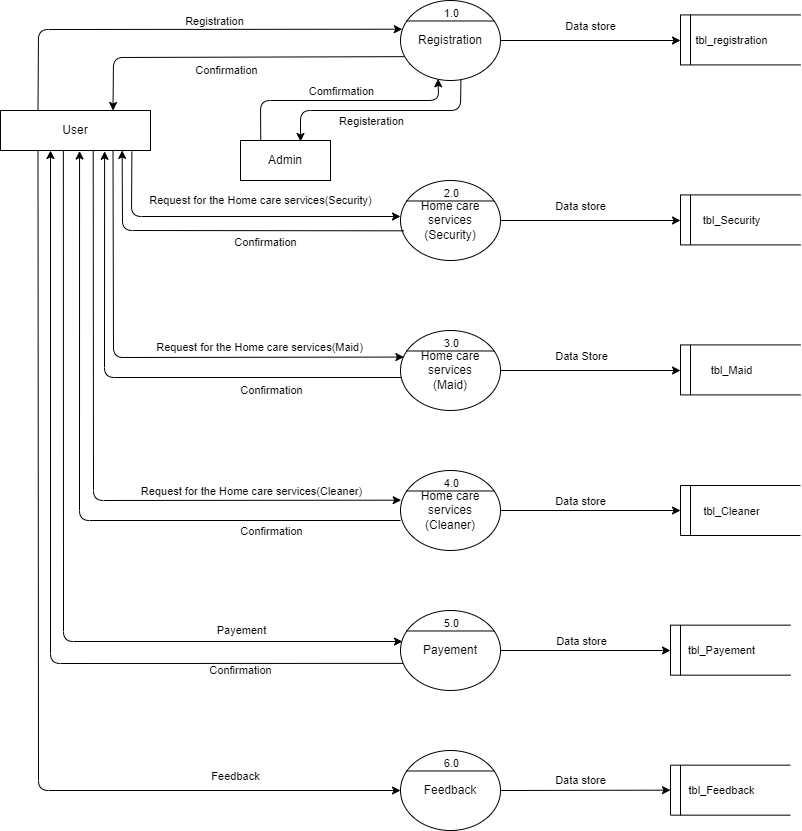 1.0
Registration
Data store
Registration
tbl_registration
Confirmation
Comfirmation
Registeration
User
Admin
2.0
Request for the Home care services(Security)
Home care
services
(Security)
Data store
tbl_Security
Confirmation
3.0
Request for the Home care services(Maid)
Home care
services
(Maid)
Data Store
tbl_Maid
Confirmation
4.0
Request for the Home care services(Cleaner)
Home care
services
(Cleaner)
Data store
tbl_Cleaner
Confirmation
5.0
Payement
Data store
Payement
tbl_Payement
Confirmation
6.0
Feedback
Data store
Feedback
tbl_Feedback